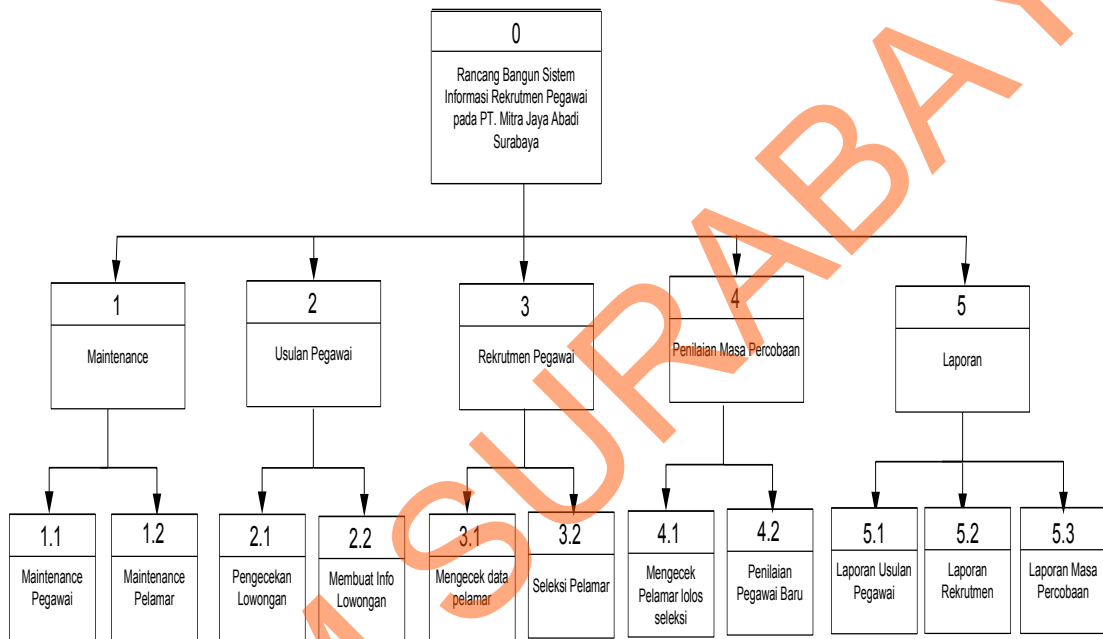 0
Rancang Bangun Sistem
Informasi Rekrutmen Pegawai
pada PT. Mitra Jaya Abadi
Surabaya
1
Maintenance
2
Usulan Pegawai
3
Rekrutmen Pegawai
4
Penilaian Masa Percobaan
5
Laporan
1.1
Maintenance
Pegawai
1.2
Maintenance
Pelamar
2.1
Pengecekan
Lowongan
2.2
Membuat Info
Lowongan
3.1
Mengecek data
pelamar
3.2
Seleksi Pelamar
4.1
Mengecek
Pelamar lolos
seleksi
4.2
Penilaian
Pegawai Baru
5.1
Laporan Usulan
Pegawai
5.2
Laporan
Rekrutmen
5.3
Laporan Masa
Percobaan
M SURABAY